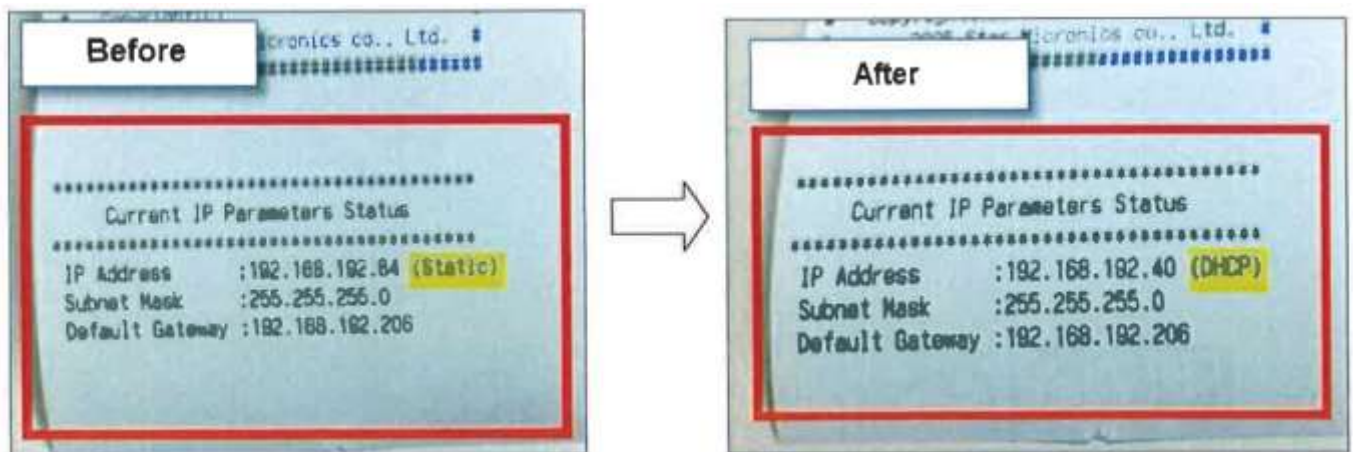 Before
cronics co., Ltd. #
Current IP Parameters Status
IP Address :192.168.192.84 (Static)
Subnet Mask :255.255.255.0
Default Gateway :192.168.192.206
After
Star Micronics co., Ltd. #
Current IP Parameters Status
IP Address :192.168.192.40 (DHCP)
Subnet Mask :255.255.255.0
Default Gateway :192.168.192.206